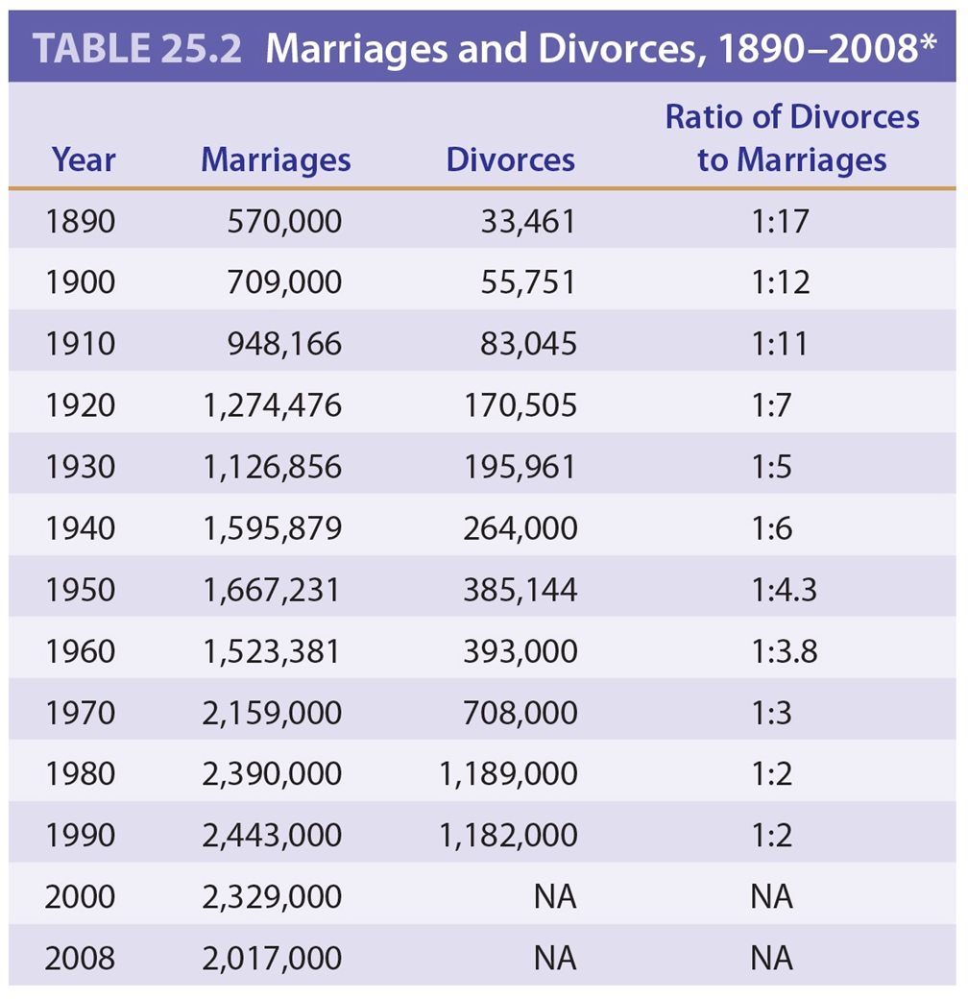 TABLE 25.2 Marriages and Divorces, 1890–2008*
Ratio of Divorces
Year Marriages Divorces to Marriages
1890 570,000 33,461 1:17
1900 709,000 55,751 1:12
1910 948,166 83,045 1:11
1920 1,274,476 170,505 1:7
1930 1,126,856 195,961 1:5
1940 1,595,879 264,000 1:6
1950 1,667,231 385,144 1:4.3
1960 1,523,381 393,000 1:3.8
1970 2,159,000 708,000 1:3
1980 2,390,000 1,189,000 1:2
1990 2,443,000 1,182,000 1:2
2000 2,329,000 NA NA
2008 2,017,000 NA NA